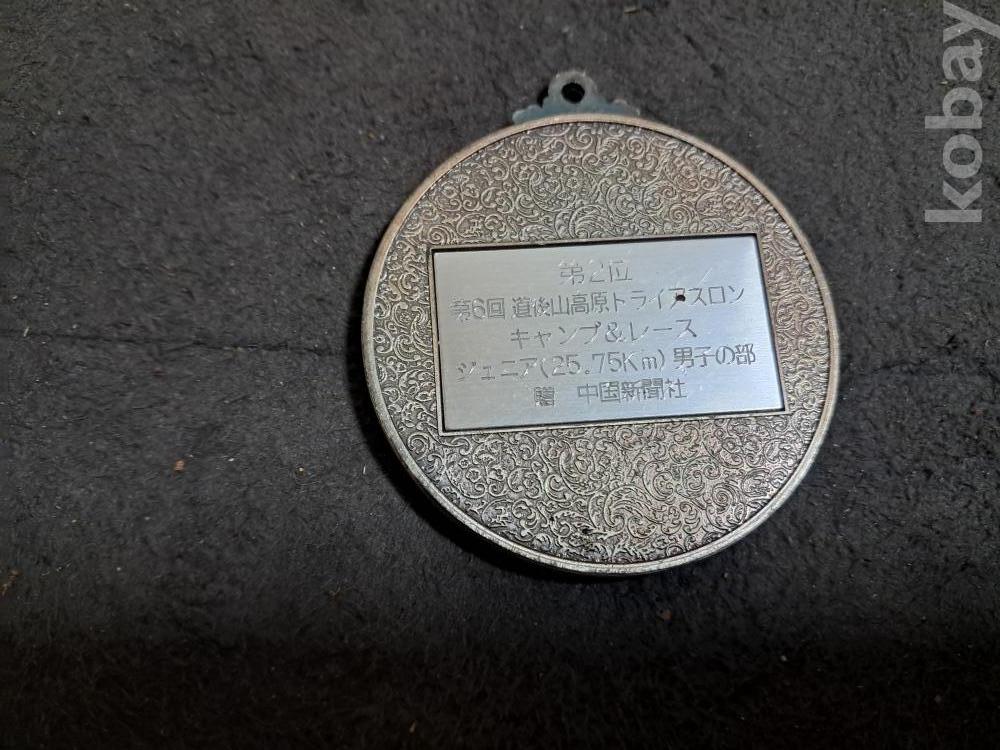 第2位
第6回 道後山高原トライアスロン
キャンプ&レース
ジュニア(25.75Km) 男子の部
贈 中国新聞社
kobay